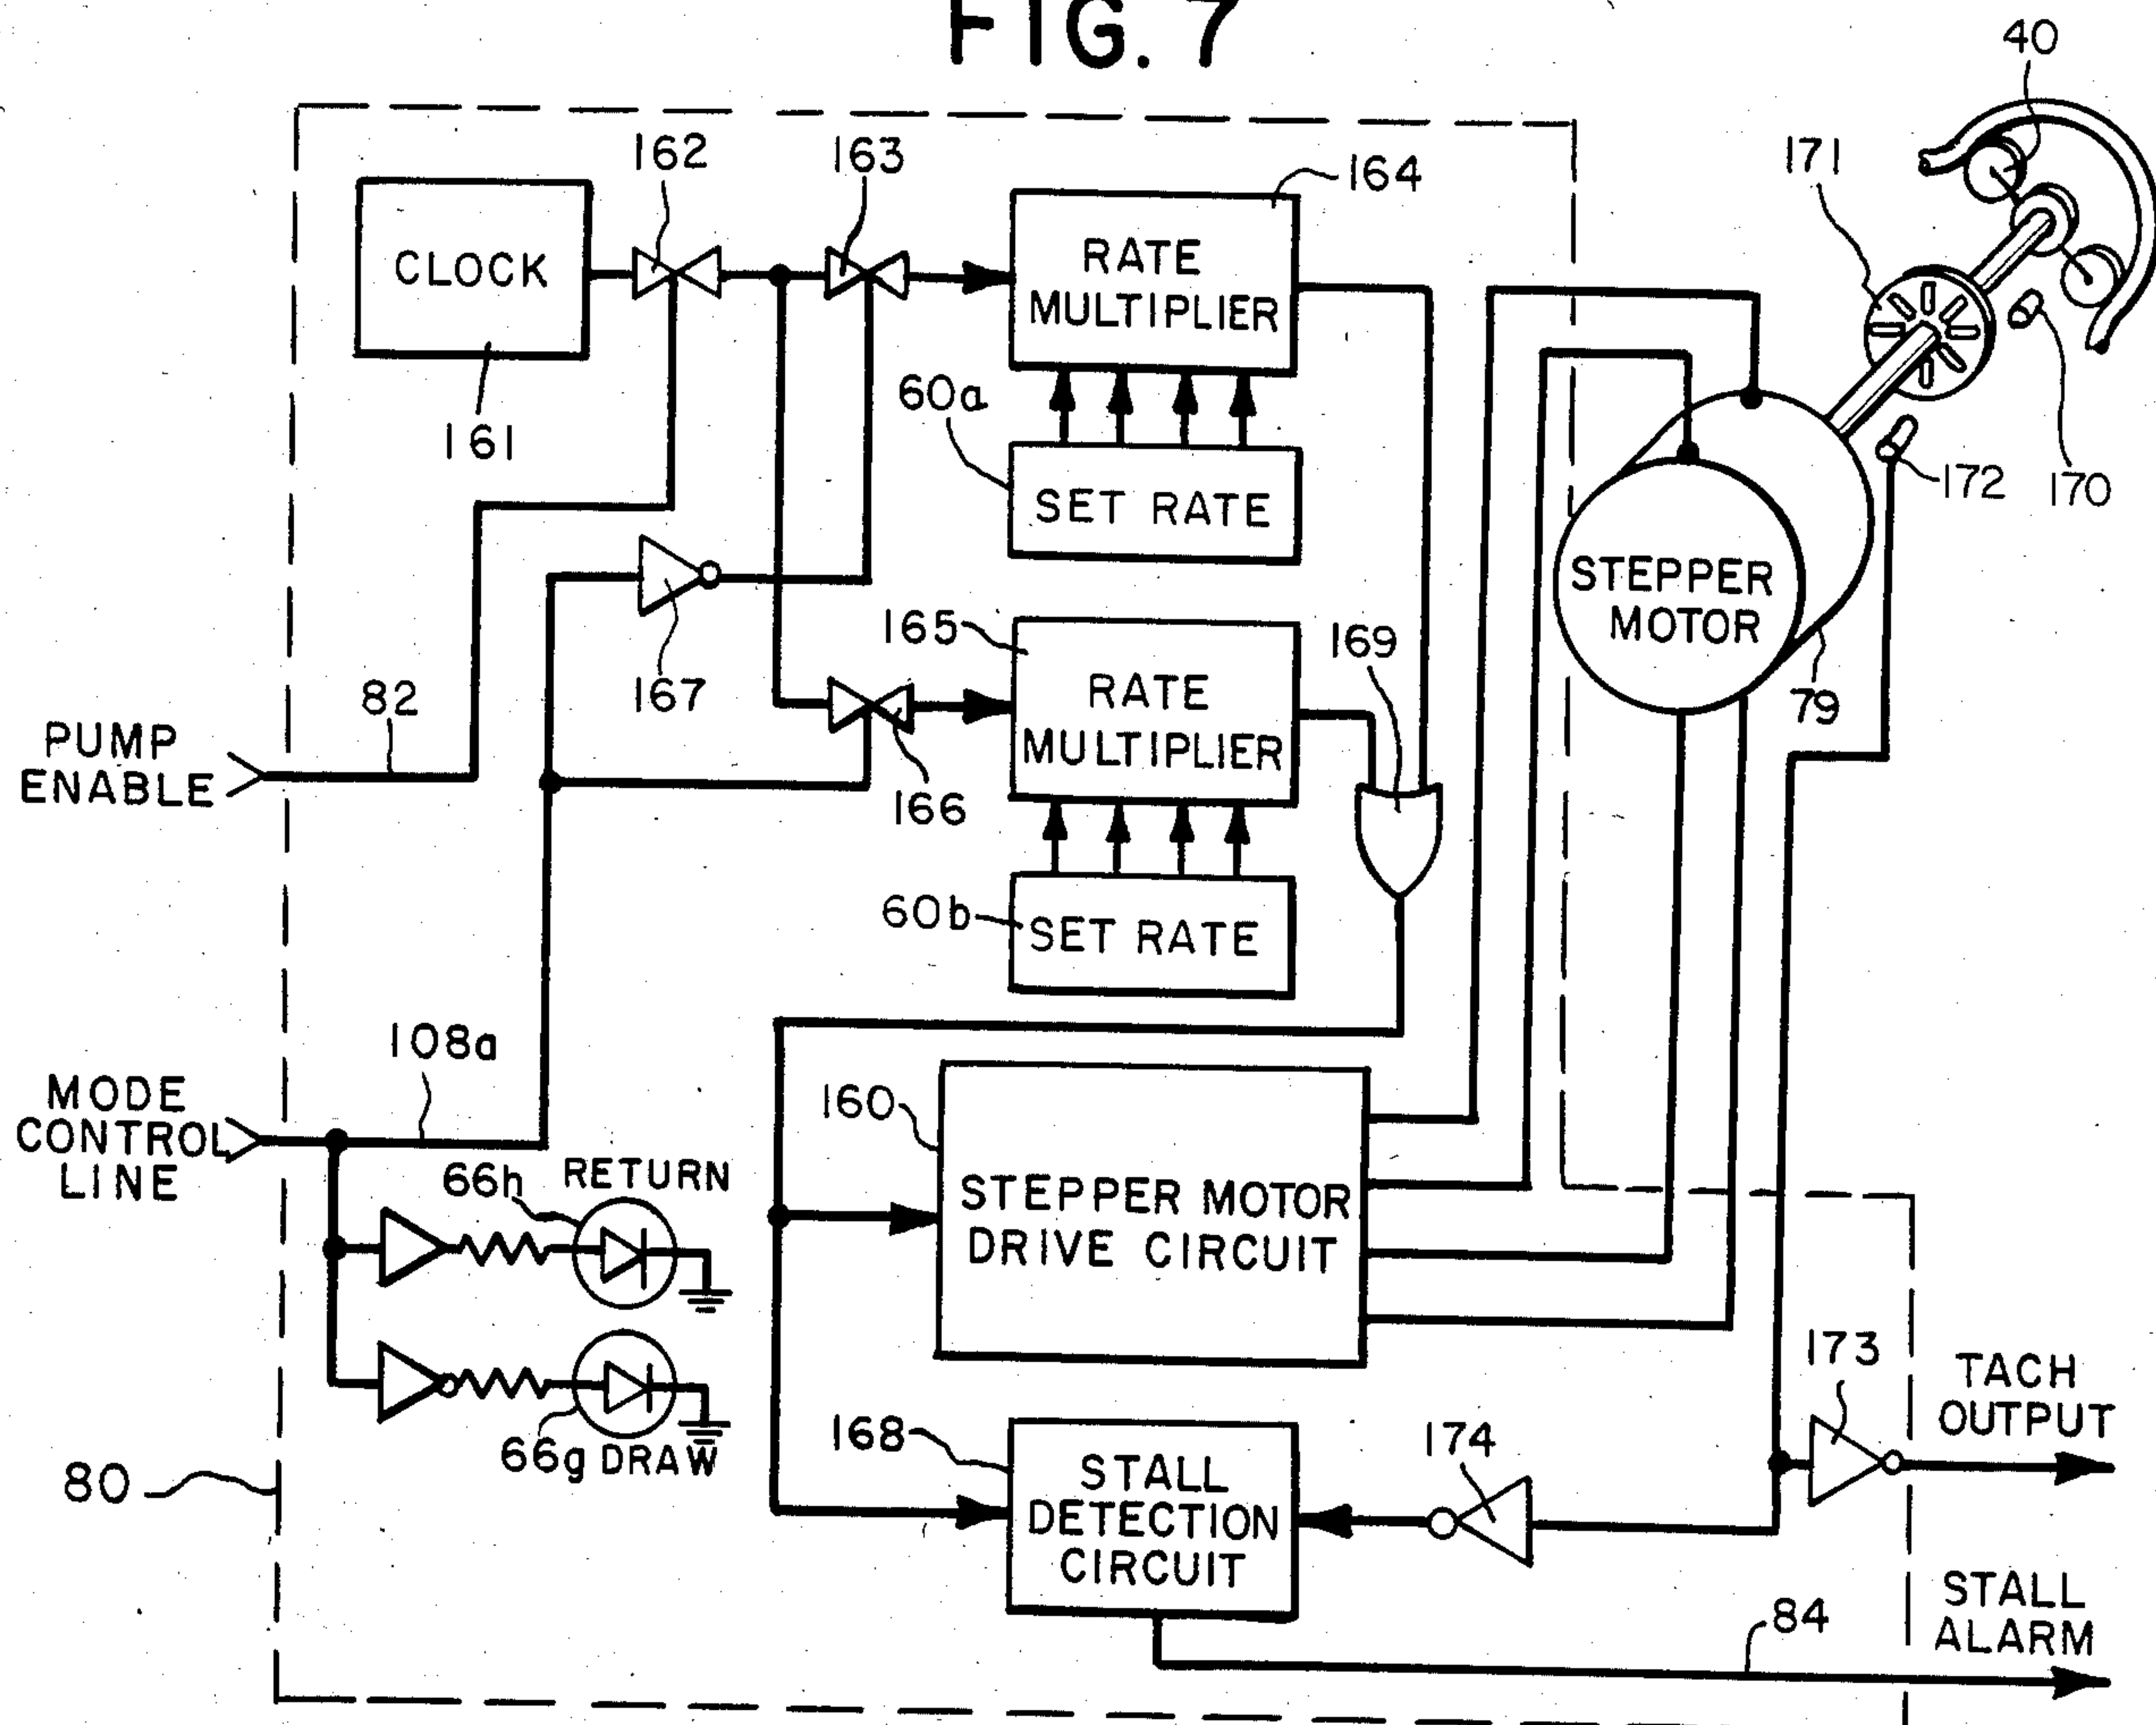 FIG. 7
40
162
163
164
171
CLOCK
RATE
MULTIPLIER
161
60a
SET RATE
172
170
STEPPER
MOTOR
167
165
RATE
MULTIPLIER
169
79
82
PUMP
ENABLE
166
60b
SET RATE
108a
MODE
CONTROL
LINE
160
66h
RETURN
STEPPER MOTOR
DRIVE CIRCUIT
66g
DRAW
173
TACH
OUTPUT
80
168
STALL
DETECTION
CIRCUIT
174
84
STALL
ALARM